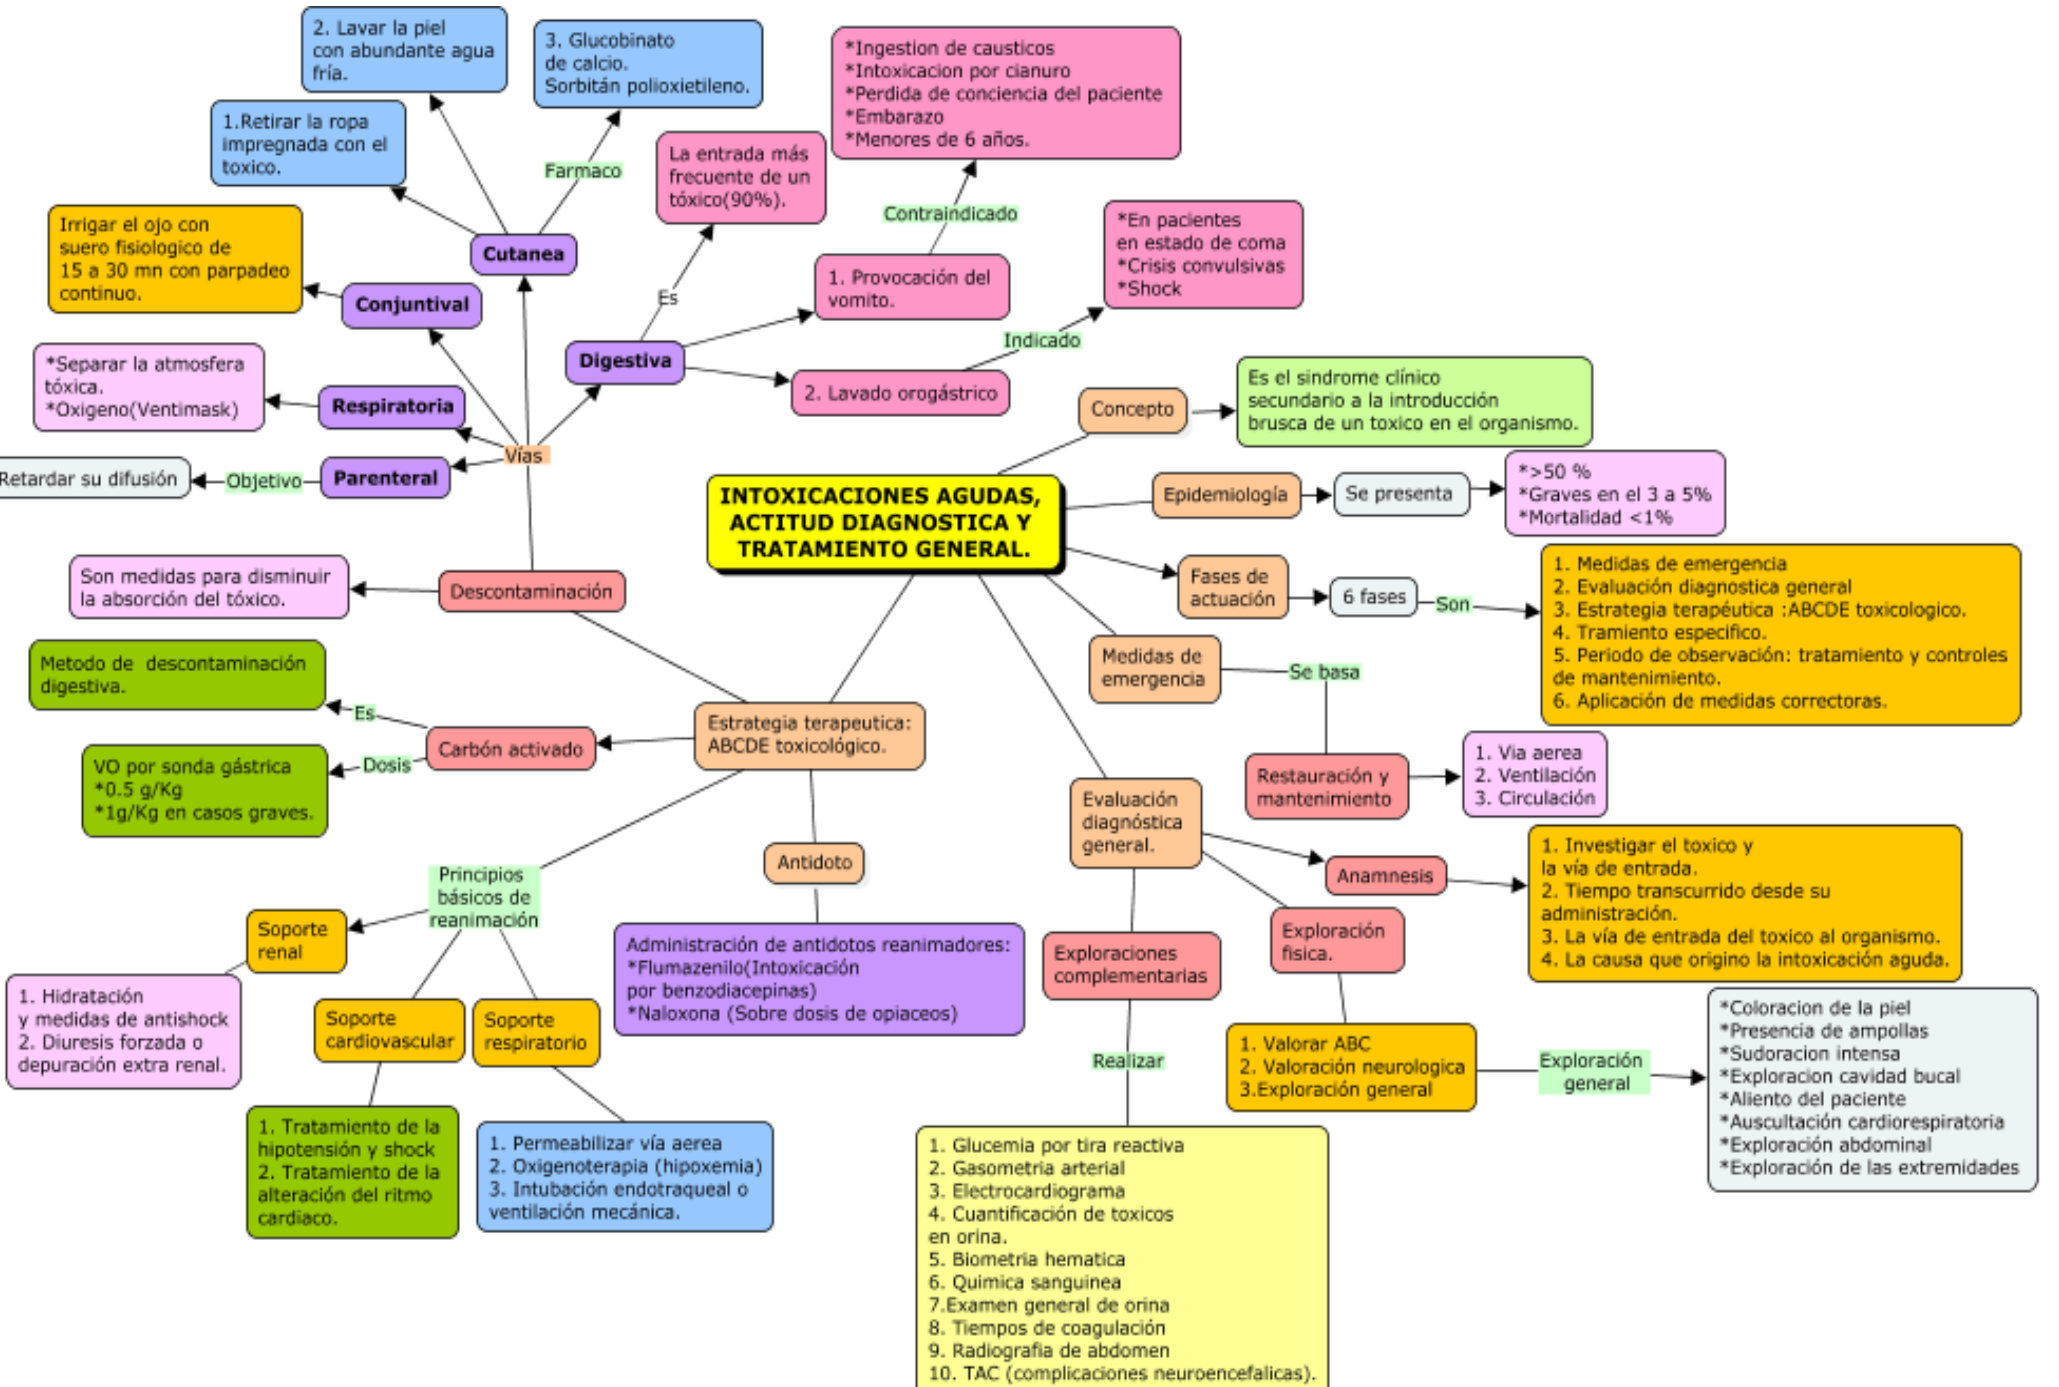 2. Lavar la piel
con abundante agua
fría.
3. Glucobinato
de calcio.
Sorbitán polioxietileno.
*Ingestion de causticos
*Intoxicacion por cianuro
*Perdida de conciencia del paciente
*Embarazo
*Menores de 6 años.
1.Retirar la ropa
impregnada con el
toxico.
Farmaco
La entrada más
frecuente de un
tóxico(90%).
Contraindicado
*En pacientes
en estado de coma
*Crisis convulsivas
*Shock
Irrigar el ojo con
suero fisiologico de
15 a 30 mn con parpadeo
continuo.
Cutanea
1. Provocación del
vomito.
Conjuntival
Es
Indicado
Digestiva
2. Lavado orogástrico
*Separar la atmosfera
tóxica.
*Oxigeno(Ventimask)
Respiratoria
Vías
Retardar su difusión
Objetivo
Parenteral
Concepto
Es el sindrome clínico
secundario a la introducción
brusca de un toxico en el organismo.
INTOXICACIONES AGUDAS,
ACTITUD DIAGNOSTICA Y
TRATAMIENTO GENERAL.
Epidemiología
Se presenta
*>50 %
*Graves en el 3 a 5%
*Mortalidad <1%
Son medidas para disminuir
la absorción del tóxico.
Descontaminación
Fases de
actuación
6 fases
Son
1. Medidas de emergencia
2. Evaluación diagnostica general
3. Estrategia terapéutica :ABCDE toxicologico.
4. Tramiento especifico.
5. Periodo de observación: tratamiento y controles
de mantenimiento.
6. Aplicación de medidas correctoras.
Metodo de descontaminación
digestiva.
Es
Carbón activado
Dosis
VO por sonda gástrica
*0.5 g/Kg
*1g/Kg en casos graves.
Estrategia terapeutica:
ABCDE toxicológico.
Medidas de
emergencia
Se basa
Restauración y
mantenimiento
1. Via aerea
2. Ventilación
3. Circulación
Evaluación
diagnóstica
general.
Anamnesis
1. Investigar el toxico y
la vía de entrada.
2. Tiempo transcurrido desde su
administración.
3. La vía de entrada del toxico al organismo.
4. La causa que origino la intoxicación aguda.
Principios
básicos de
reanimación
Antidoto
Administración de antidotos reanimadores:
*Flumazenilo(Intoxicación
por benzodiacepinas)
*Naloxona (Sobre dosis de opiaceos)
Soporte
renal
1. Hidratación
y medidas de antishock
2. Diuresis forzada o
depuración extra renal.
Soporte
cardiovascular
Soporte
respiratorio
1. Tratamiento de la
hipotensión y shock
2. Tratamiento de la
alteración del ritmo
cardiaco.
1. Permeabilizar vía aerea
2. Oxigenoterapia (hipoxemia)
3. Intubación endotraqueal o
ventilación mecánica.
Exploraciones
complementarias
Exploración
fisica.
Realizar
1. Valorar ABC
2. Valoración neurologica
3.Exploración general
Exploración
general
*Coloracion de la piel
*Presencia de ampollas
*Sudoracion intensa
*Exploracion cavidad bucal
*Aliento del paciente
*Auscultación cardiorespiratoria
*Exploración abdominal
*Exploración de las extremidades
1. Glucemia por tira reactiva
2. Gasometria arterial
3. Electrocardiograma
4. Cuantificación de toxicos
en orina.
5. Biometria hematica
6. Quimica sanguinea
7.Examen general de orina
8. Tiempos de coagulación
9. Radiografia de abdomen
10. TAC (complicaciones neuroencefalicas).